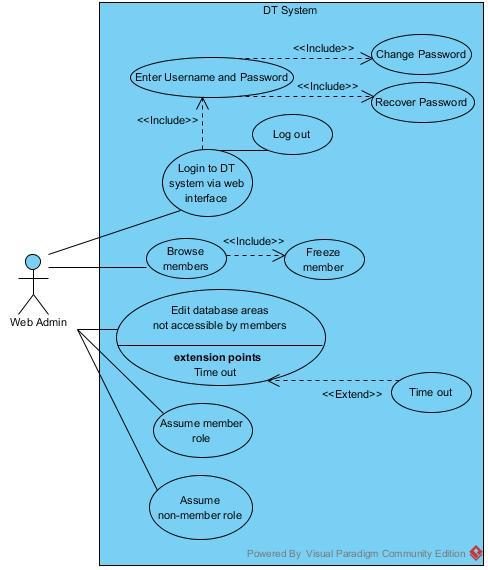 DT System
<<Include>>
Change Password
Enter Username and Password
<<Include>>
Recover Password
<<Include>>
Log out
Login to DT
system via web
interface
<<Include>>
Browse
members
Freeze
member
Web Admin
Edit database areas
not accessible by members
extension points
Time out
<<Extend>>
Time out
Assume member
role
Assume
non-member role
Powered By Visual Paradigm Community Edition